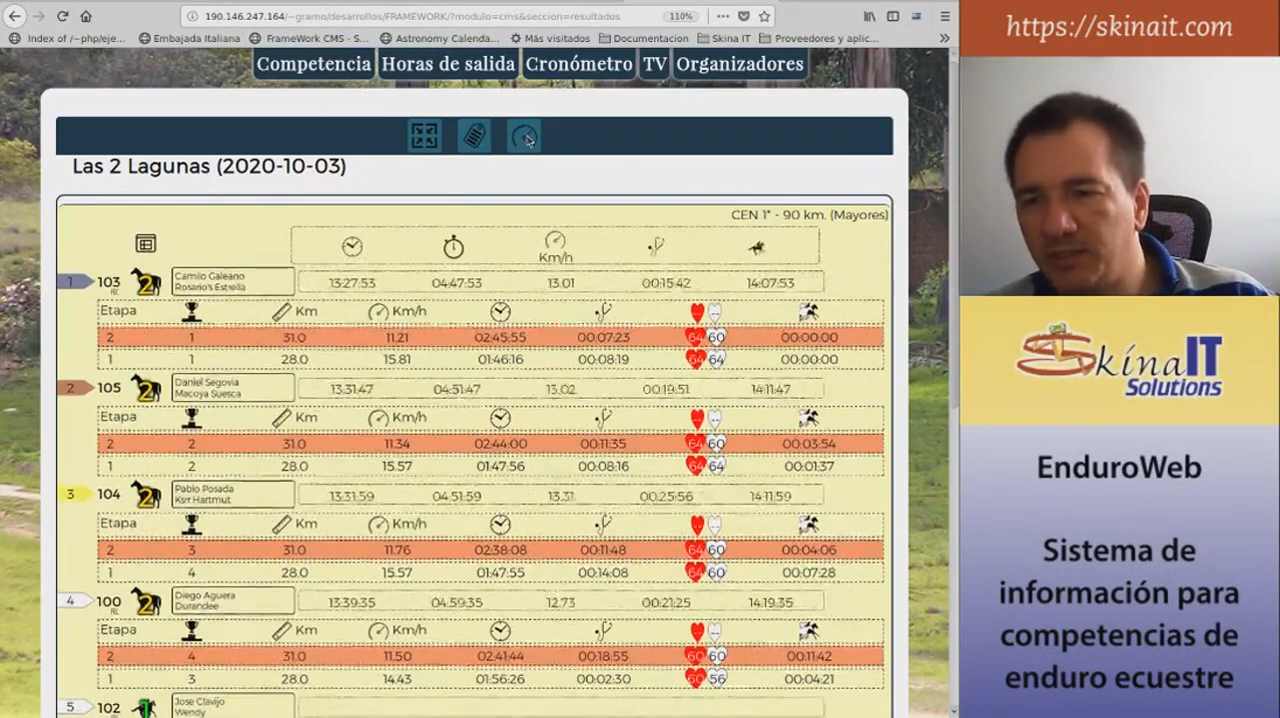 190.146.247.164/~gramo/desarrollos/FRAMEWORK/?modulo=cms&seccion=resultados
110%
Index of /~php/eje...
Embajada Italiana
FrameWork CMS - S...
Astronomy Calenda...
Más visitados
Documentacion
Skina IT
Proveedores y aplic...
Competencia
Horas de salida
Cronómetro
TV
Organizadores
Las 2 Lagunas (2020-10-03)
CEN 1* - 90 km. (Mayores)
Km/h
1 103 RC 2 Camilo Galeano 13:27:53 04:47:53 13.01 00:15:42 14:07:53
Rosario's Estrella
Etapa Km Km/h
2 1 31.0 11.21 02:45:55 00:07:23 64 60 00:00:00
1 1 28.0 15.81 01:46:16 00:08:19 64 64 00:00:00
2 105 2 Daniel Segovia 13:31:47 04:51:47 13.02 00:19:51 14:11:47
Macoya Suesca
Etapa Km Km/h
2 2 31.0 11.34 02:44:00 00:11:35 64 60 00:03:54
1 2 28.0 15.57 01:47:56 00:08:16 64 64 00:01:37
3 104 2 Pablo Posada 13:31:59 04:51:59 13.31 00:25:56 14:11:59
Ksrr Hartmut
Etapa Km Km/h
2 3 31.0 11.76 02:38:08 00:11:48 64 60 00:04:06
1 4 28.0 15.57 01:47:55 00:14:08 64 60 00:07:28
4 100 RC 2 Diego Aguera 13:39:35 04:59:35 12.73 00:21:25 14:19:35
Durandee
Etapa Km Km/h
2 4 31.0 11.50 02:41:44 00:18:55 60 60 00:11:42
1 3 28.0 14.43 01:56:26 00:02:30 60 56 00:04:21
5 102 1 Jose Clavijo
Wendy
https://skinait.com
SkinaIT
Solutions
EnduroWeb
Sistema de
información para
competencias de
enduro ecuestre